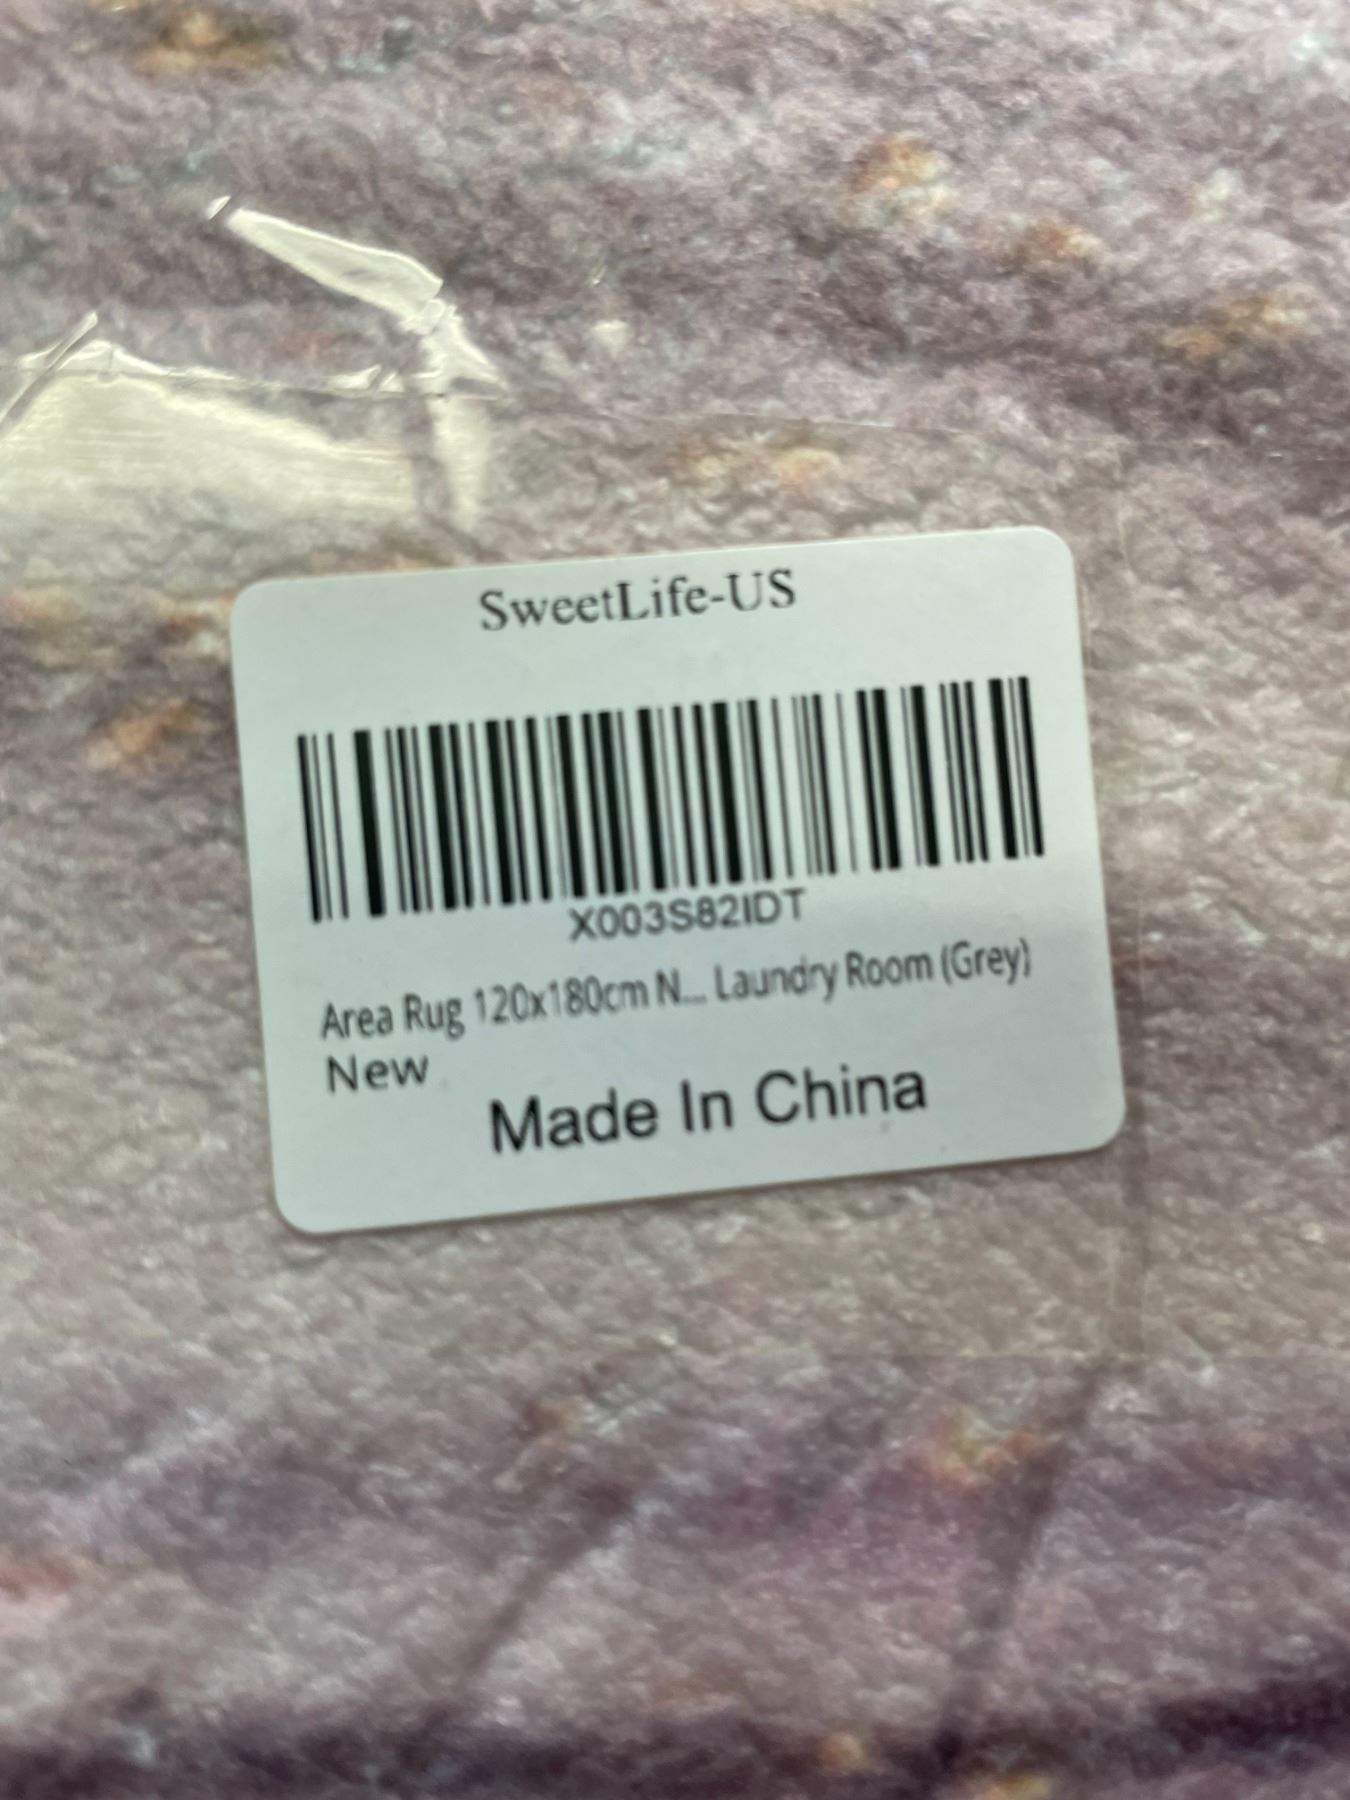 SweetLife-US
X003S82IDT
Area Rug 120x180cm N... Laundry Room (Grey)
New
Made In China